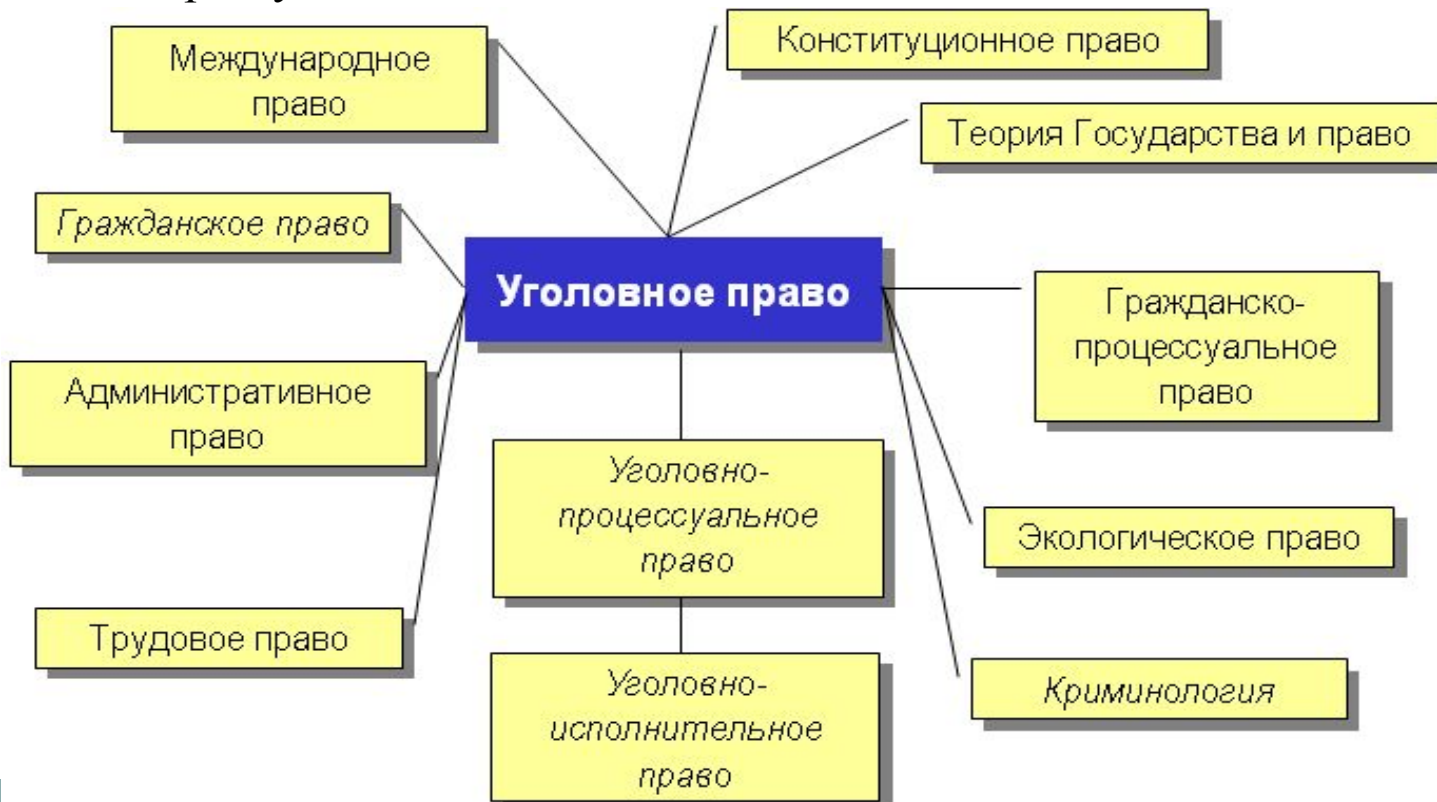 Международное
право
Конституционное право
Теория Государства и право
Гражданское право
Уголовное право
Гражданско-
процессуальное
право
Административное
право
Уголовно-
процессуальное
право
Экологическое право
Трудовое право
Уголовно-
исполнительное
право
Криминология